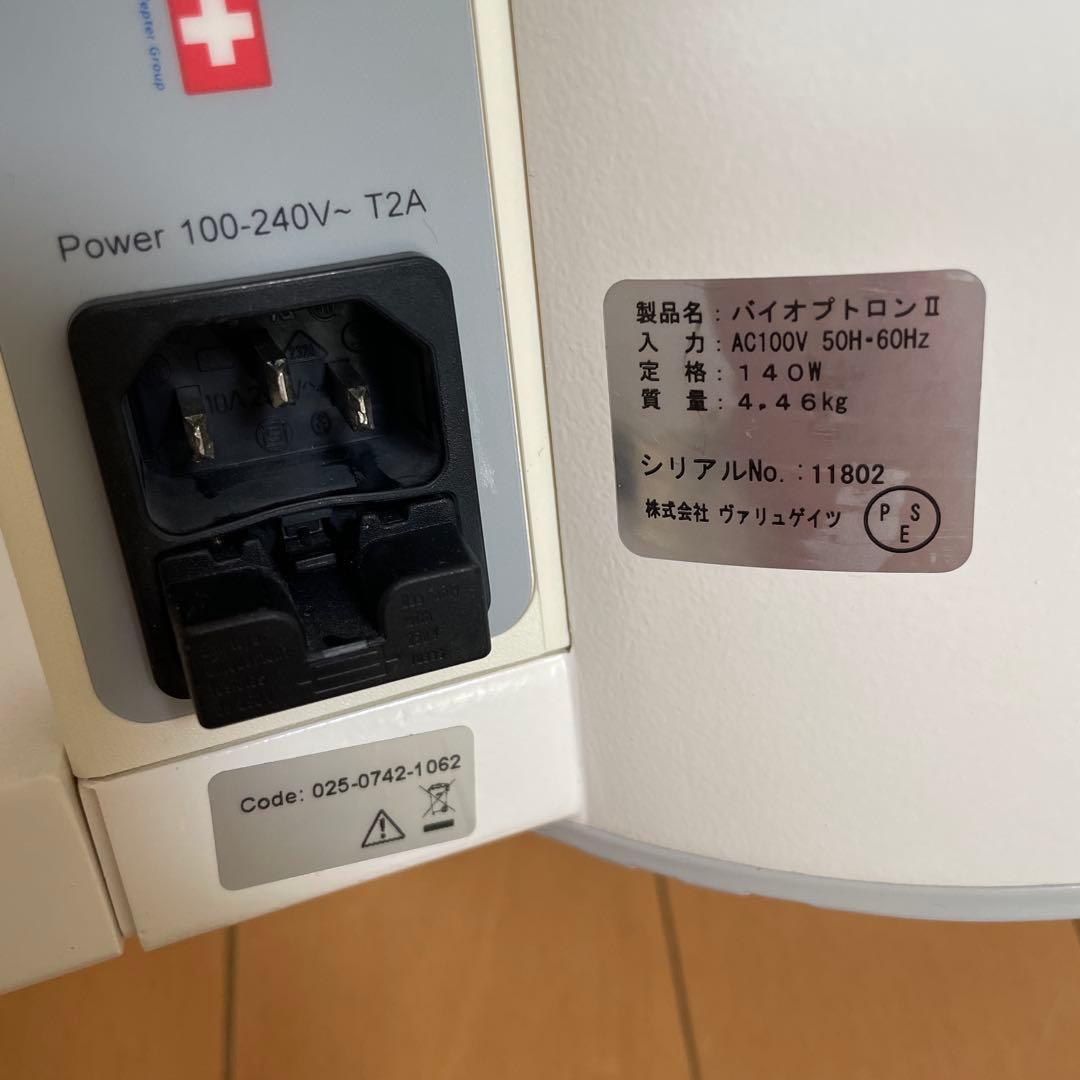 epter Group
Power 100-240V~ T2A
製品名：バイオプトロンⅡ
入　力：AC100V 50H・60Hz
定　格：１４０W
質　量：４．４６kg
シリアルNo.：11802
株式会社 ヴァリュゲイツ
P S E
Code: 025-0742-1062